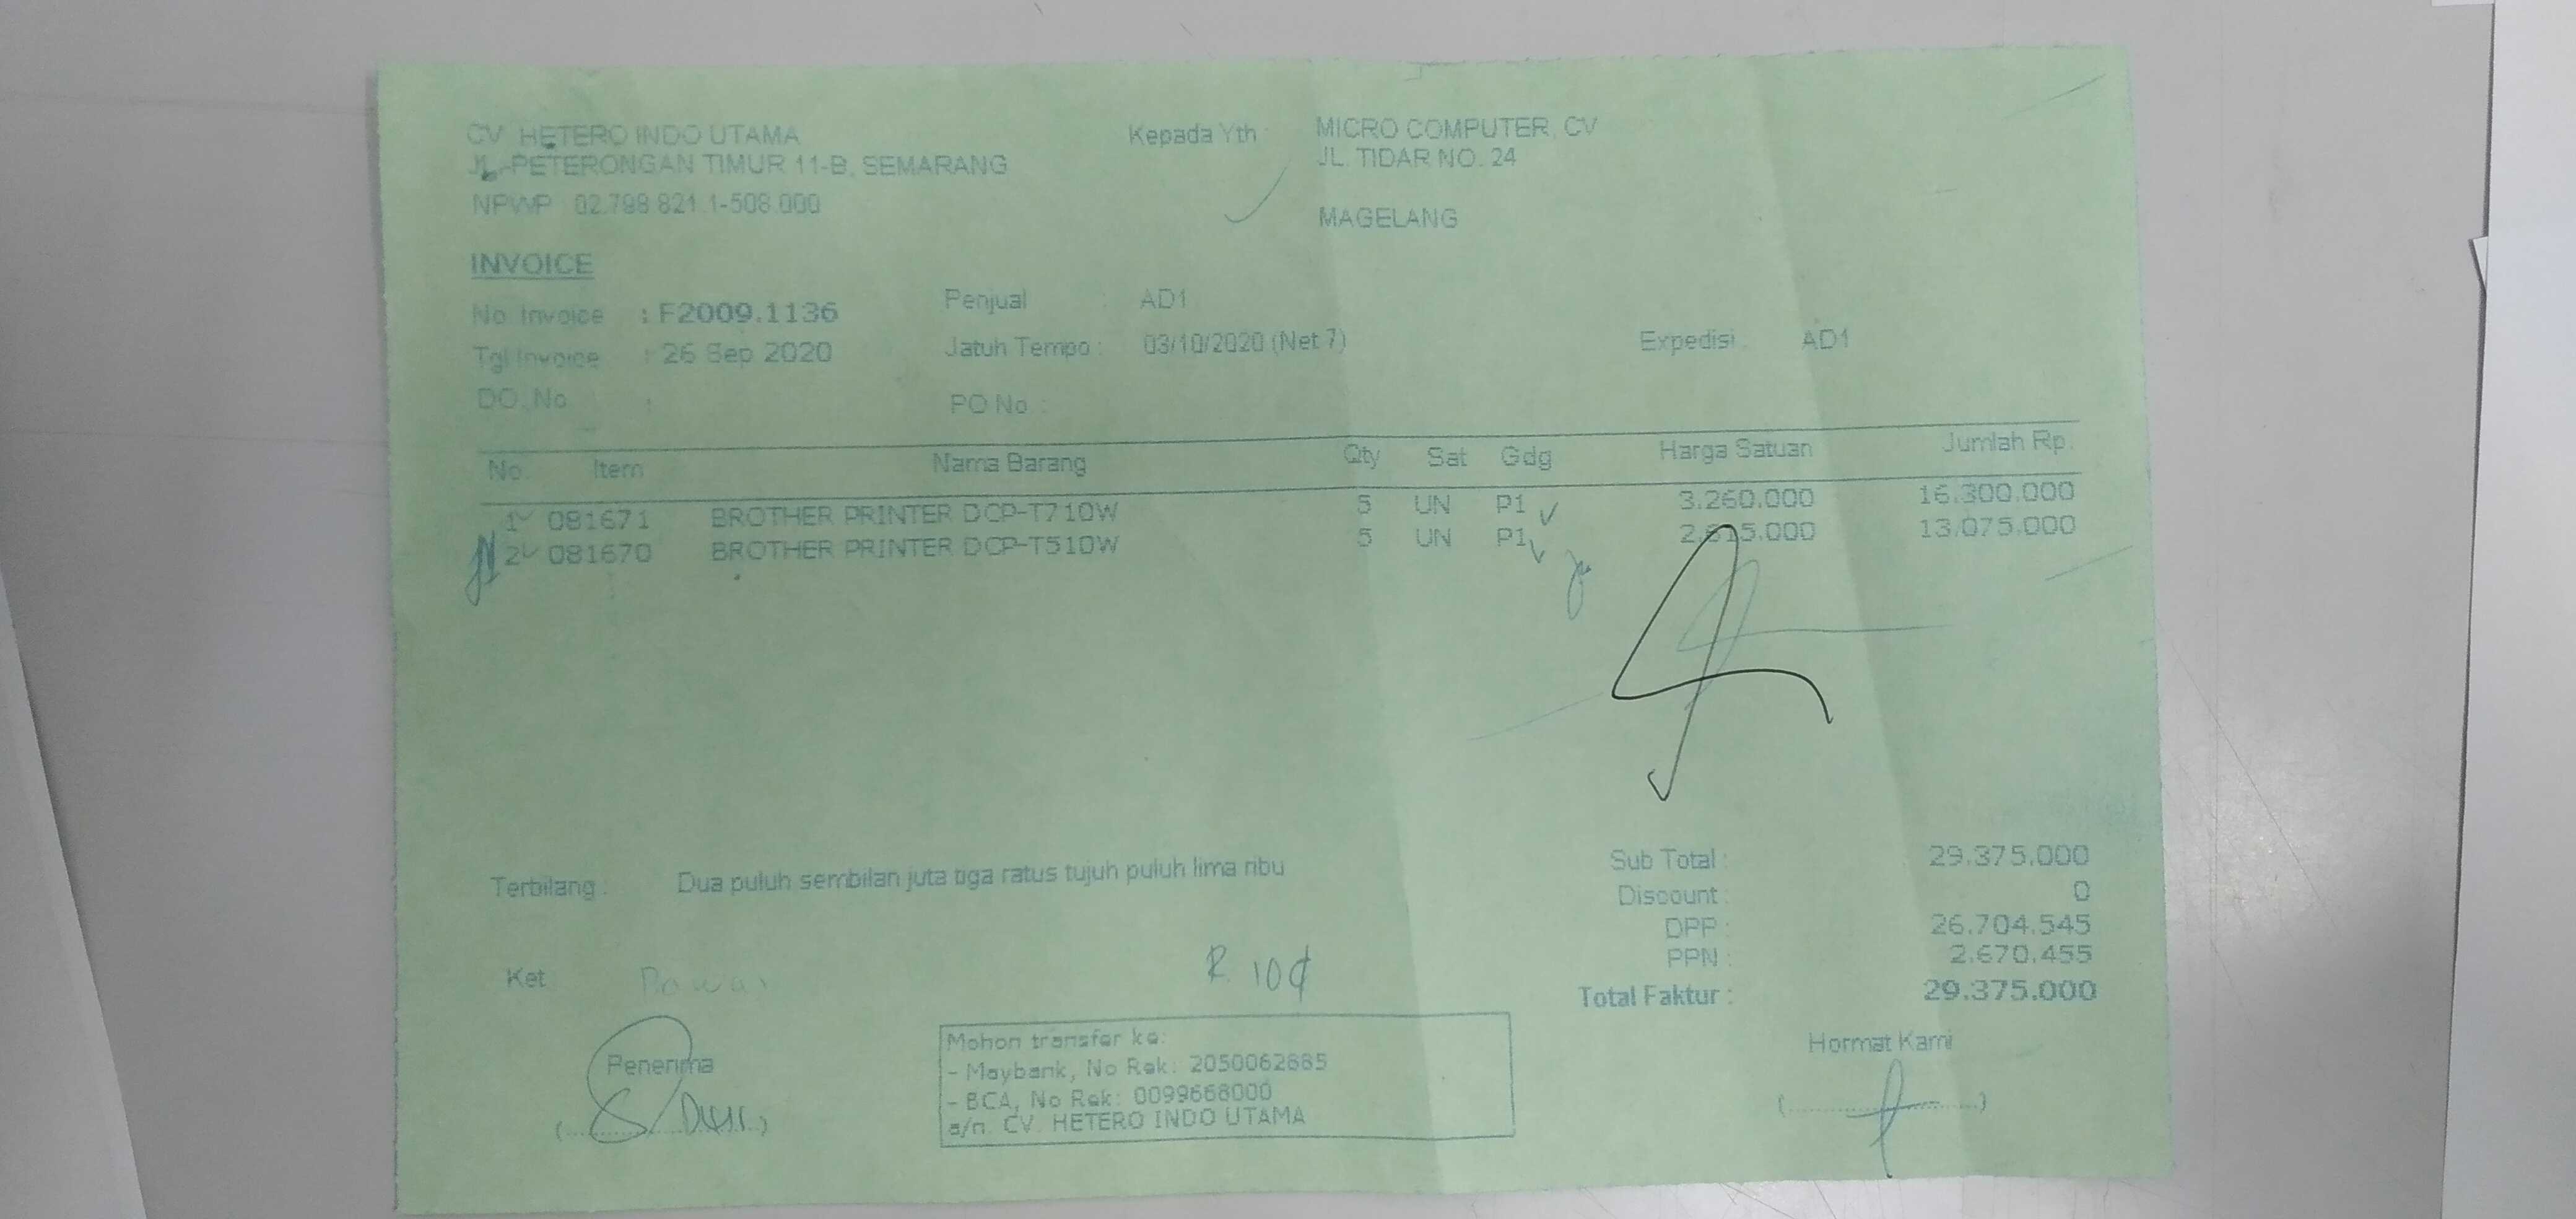 CV. HETERO INDO UTAMA
JL. PETERONGAN TIMUR 11-B, SEMARANG
NPWP 02.798.821.1-508.000
Kepada Yth :
MICRO COMPUTER, CV
JL. TIDAR NO. 24
MAGELANG
INVOICE
No Invoice : F2009.1136
Penjual : AD1
Tgl Invoice : 26 Sep 2020
Jatuh Tempo : 03/10/2020 (Net 7)
Expedisi : AD1
DO. No :
PO No :
No. Item Nama Barang Qty Sat Gdg Harga Satuan Jumlah Rp.
1 081671 BROTHER PRINTER DCP-T710W 5 UN P1 3.260.000 16.300.000
2 081670 BROTHER PRINTER DCP-T510W 5 UN P1 2.615.000 13.075.000
Terbilang : Dua puluh sembilan juta tiga ratus tujuh puluh lima ribu
Sub Total : 29.375.000
Discount : 0
DPP : 26.704.545
PPN : 2.670.455
Total Faktur : 29.375.000
Ket
Penerima
Mohon transfer ke:
- Maybank, No Rek: 2050062685
- BCA, No Rek: 0099668000
a/n. CV. HETERO INDO UTAMA
Hormat Kami